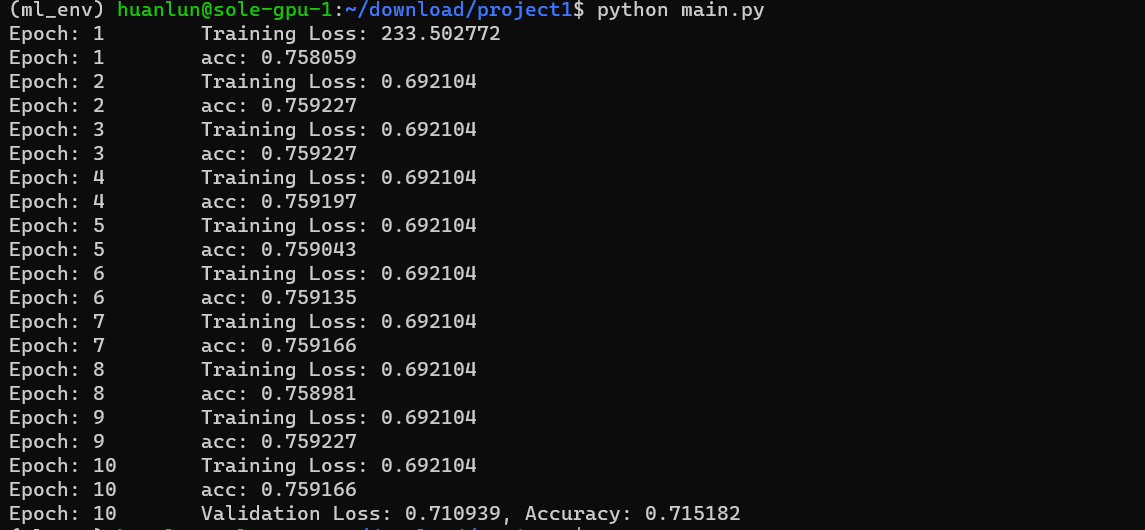 (ml_env) huanlun@sole-gpu-1:~/download/project1$ python main.py
Epoch: 1 Training Loss: 233.502772
Epoch: 1 acc: 0.758059
Epoch: 2 Training Loss: 0.692104
Epoch: 2 acc: 0.759227
Epoch: 3 Training Loss: 0.692104
Epoch: 3 acc: 0.759227
Epoch: 4 Training Loss: 0.692104
Epoch: 4 acc: 0.759197
Epoch: 5 Training Loss: 0.692104
Epoch: 5 acc: 0.759043
Epoch: 6 Training Loss: 0.692104
Epoch: 6 acc: 0.759135
Epoch: 7 Training Loss: 0.692104
Epoch: 7 acc: 0.759166
Epoch: 8 Training Loss: 0.692104
Epoch: 8 acc: 0.758981
Epoch: 9 Training Loss: 0.692104
Epoch: 9 acc: 0.759227
Epoch: 10 Training Loss: 0.692104
Epoch: 10 acc: 0.759166
Epoch: 10 Validation Loss: 0.710939, Accuracy: 0.715182